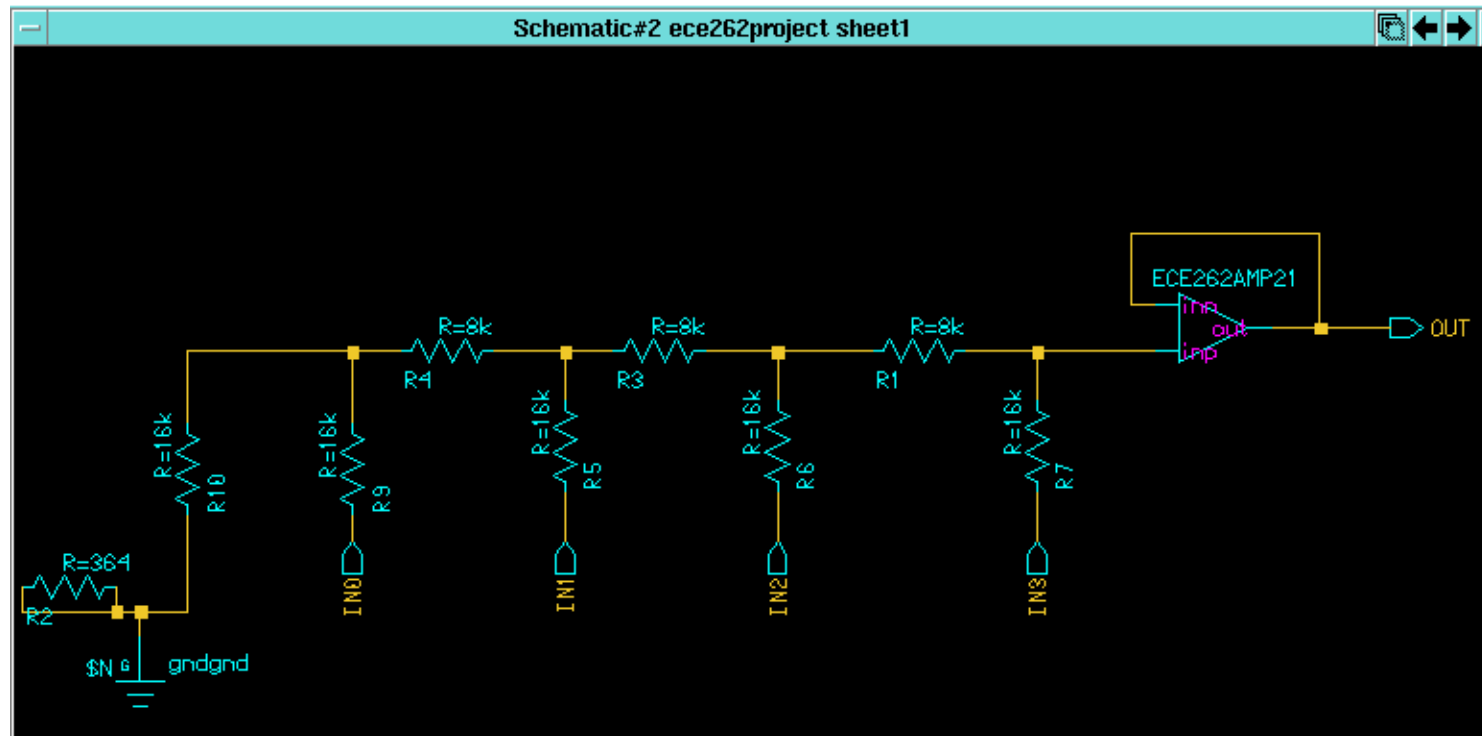 Schematic#2 ece262project sheet1
ECE262AMP21
inp
out
inp
OUT
R=8k
R=8k
R=8k
R4
R3
R1
R=16k
R10
R=16k
R9
R=16k
R5
R=16k
R6
R=16k
R7
R=364
R2
IN0
IN1
IN2
IN3
$N G gndgnd